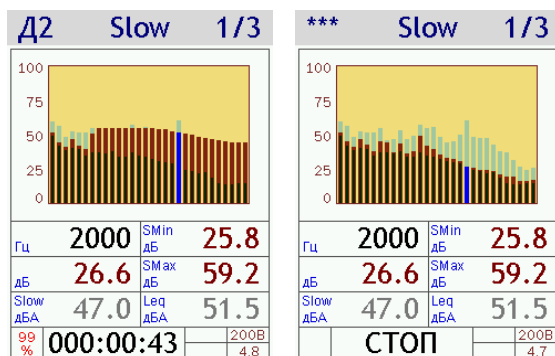 Д2 Slow 1/3
100
75
50
25
0
Гц 2000 SMin дБ 25.8
дБ 26.6 SMax дБ 59.2
Slow дБА 47.0 Leq дБА 51.5
99 % 000:00:43 200В 4.8
*** Slow 1/3
100
75
50
25
0
Гц 2000 SMin дБ 25.8
дБ 26.6 SMax дБ 59.2
Slow дБА 47.0 Leq дБА 51.5
СТОП 200В 4.7